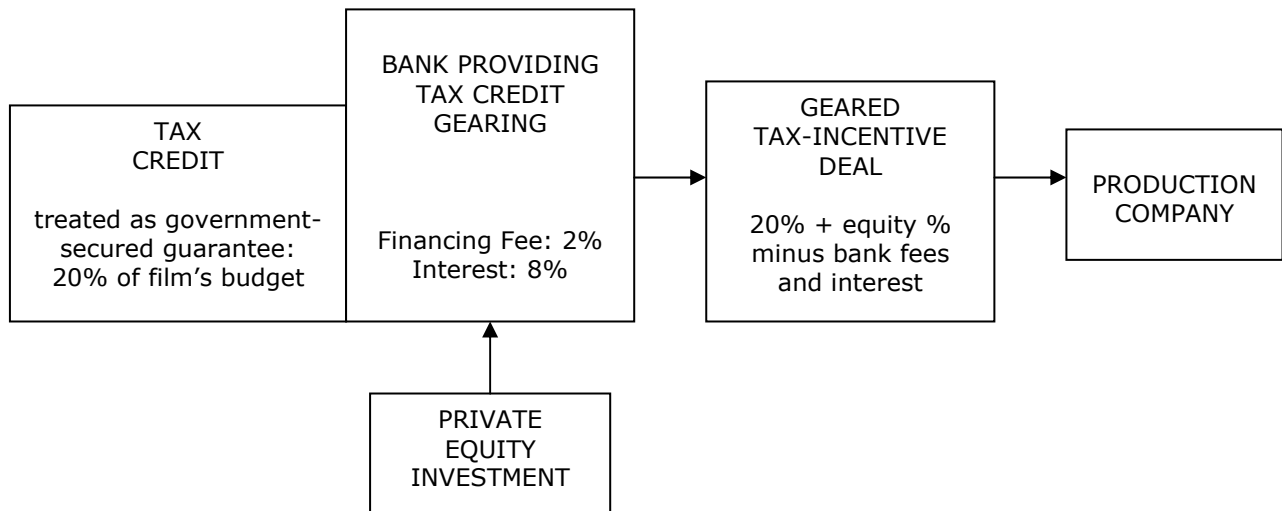 TAX
CREDIT
treated as government-
secured guarantee:
20% of film’s budget
BANK PROVIDING
TAX CREDIT
GEARING
Financing Fee: 2%
Interest: 8%
GEARED
TAX-INCENTIVE
DEAL
20% + equity %
minus bank fees
and interest
PRODUCTION
COMPANY
PRIVATE
EQUITY
INVESTMENT